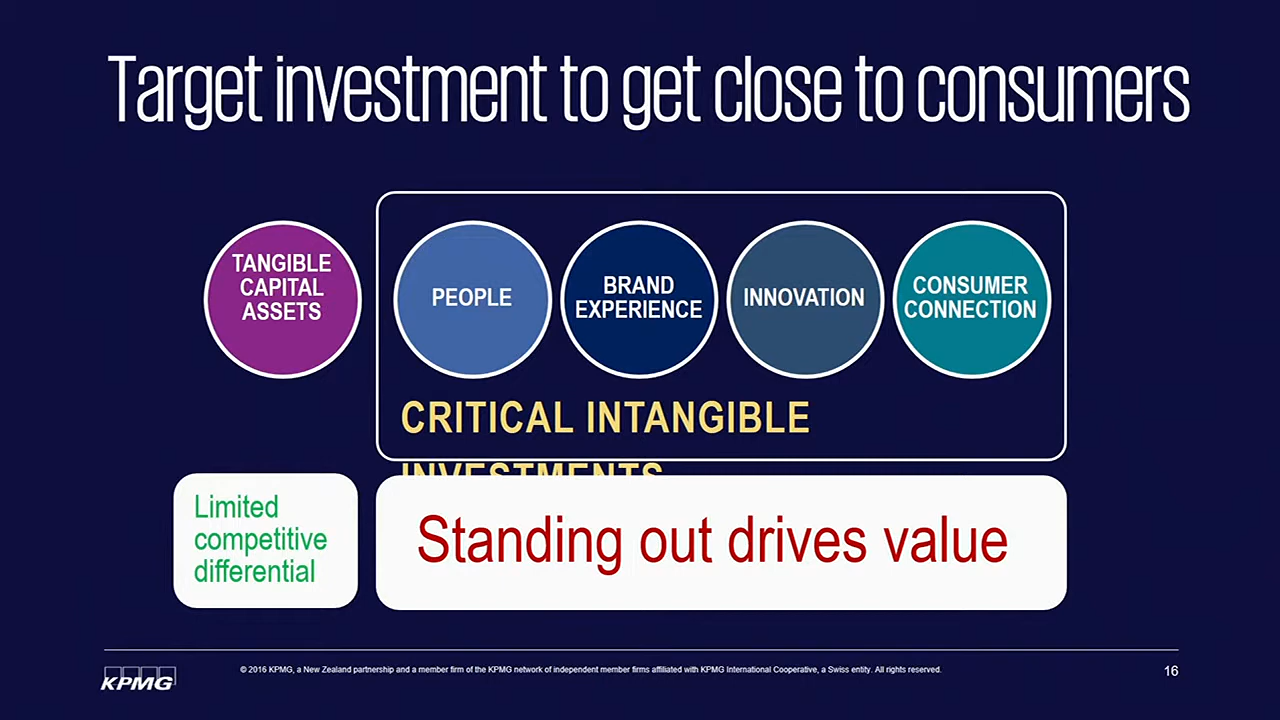 Target investment to get close to consumers
TANGIBLE
CAPITAL
ASSETS
PEOPLE
BRAND
EXPERIENCE
INNOVATION
CONSUMER
CONNECTION
CRITICAL INTANGIBLE
INVESTMENTS
Limited
competitive
differential
Standing out drives value
KPMG
© 2016 KPMG, a New Zealand partnership and a member firm of the KPMG network of independent member firms affiliated with KPMG International Cooperative, a Swiss entity. All rights reserved.
16